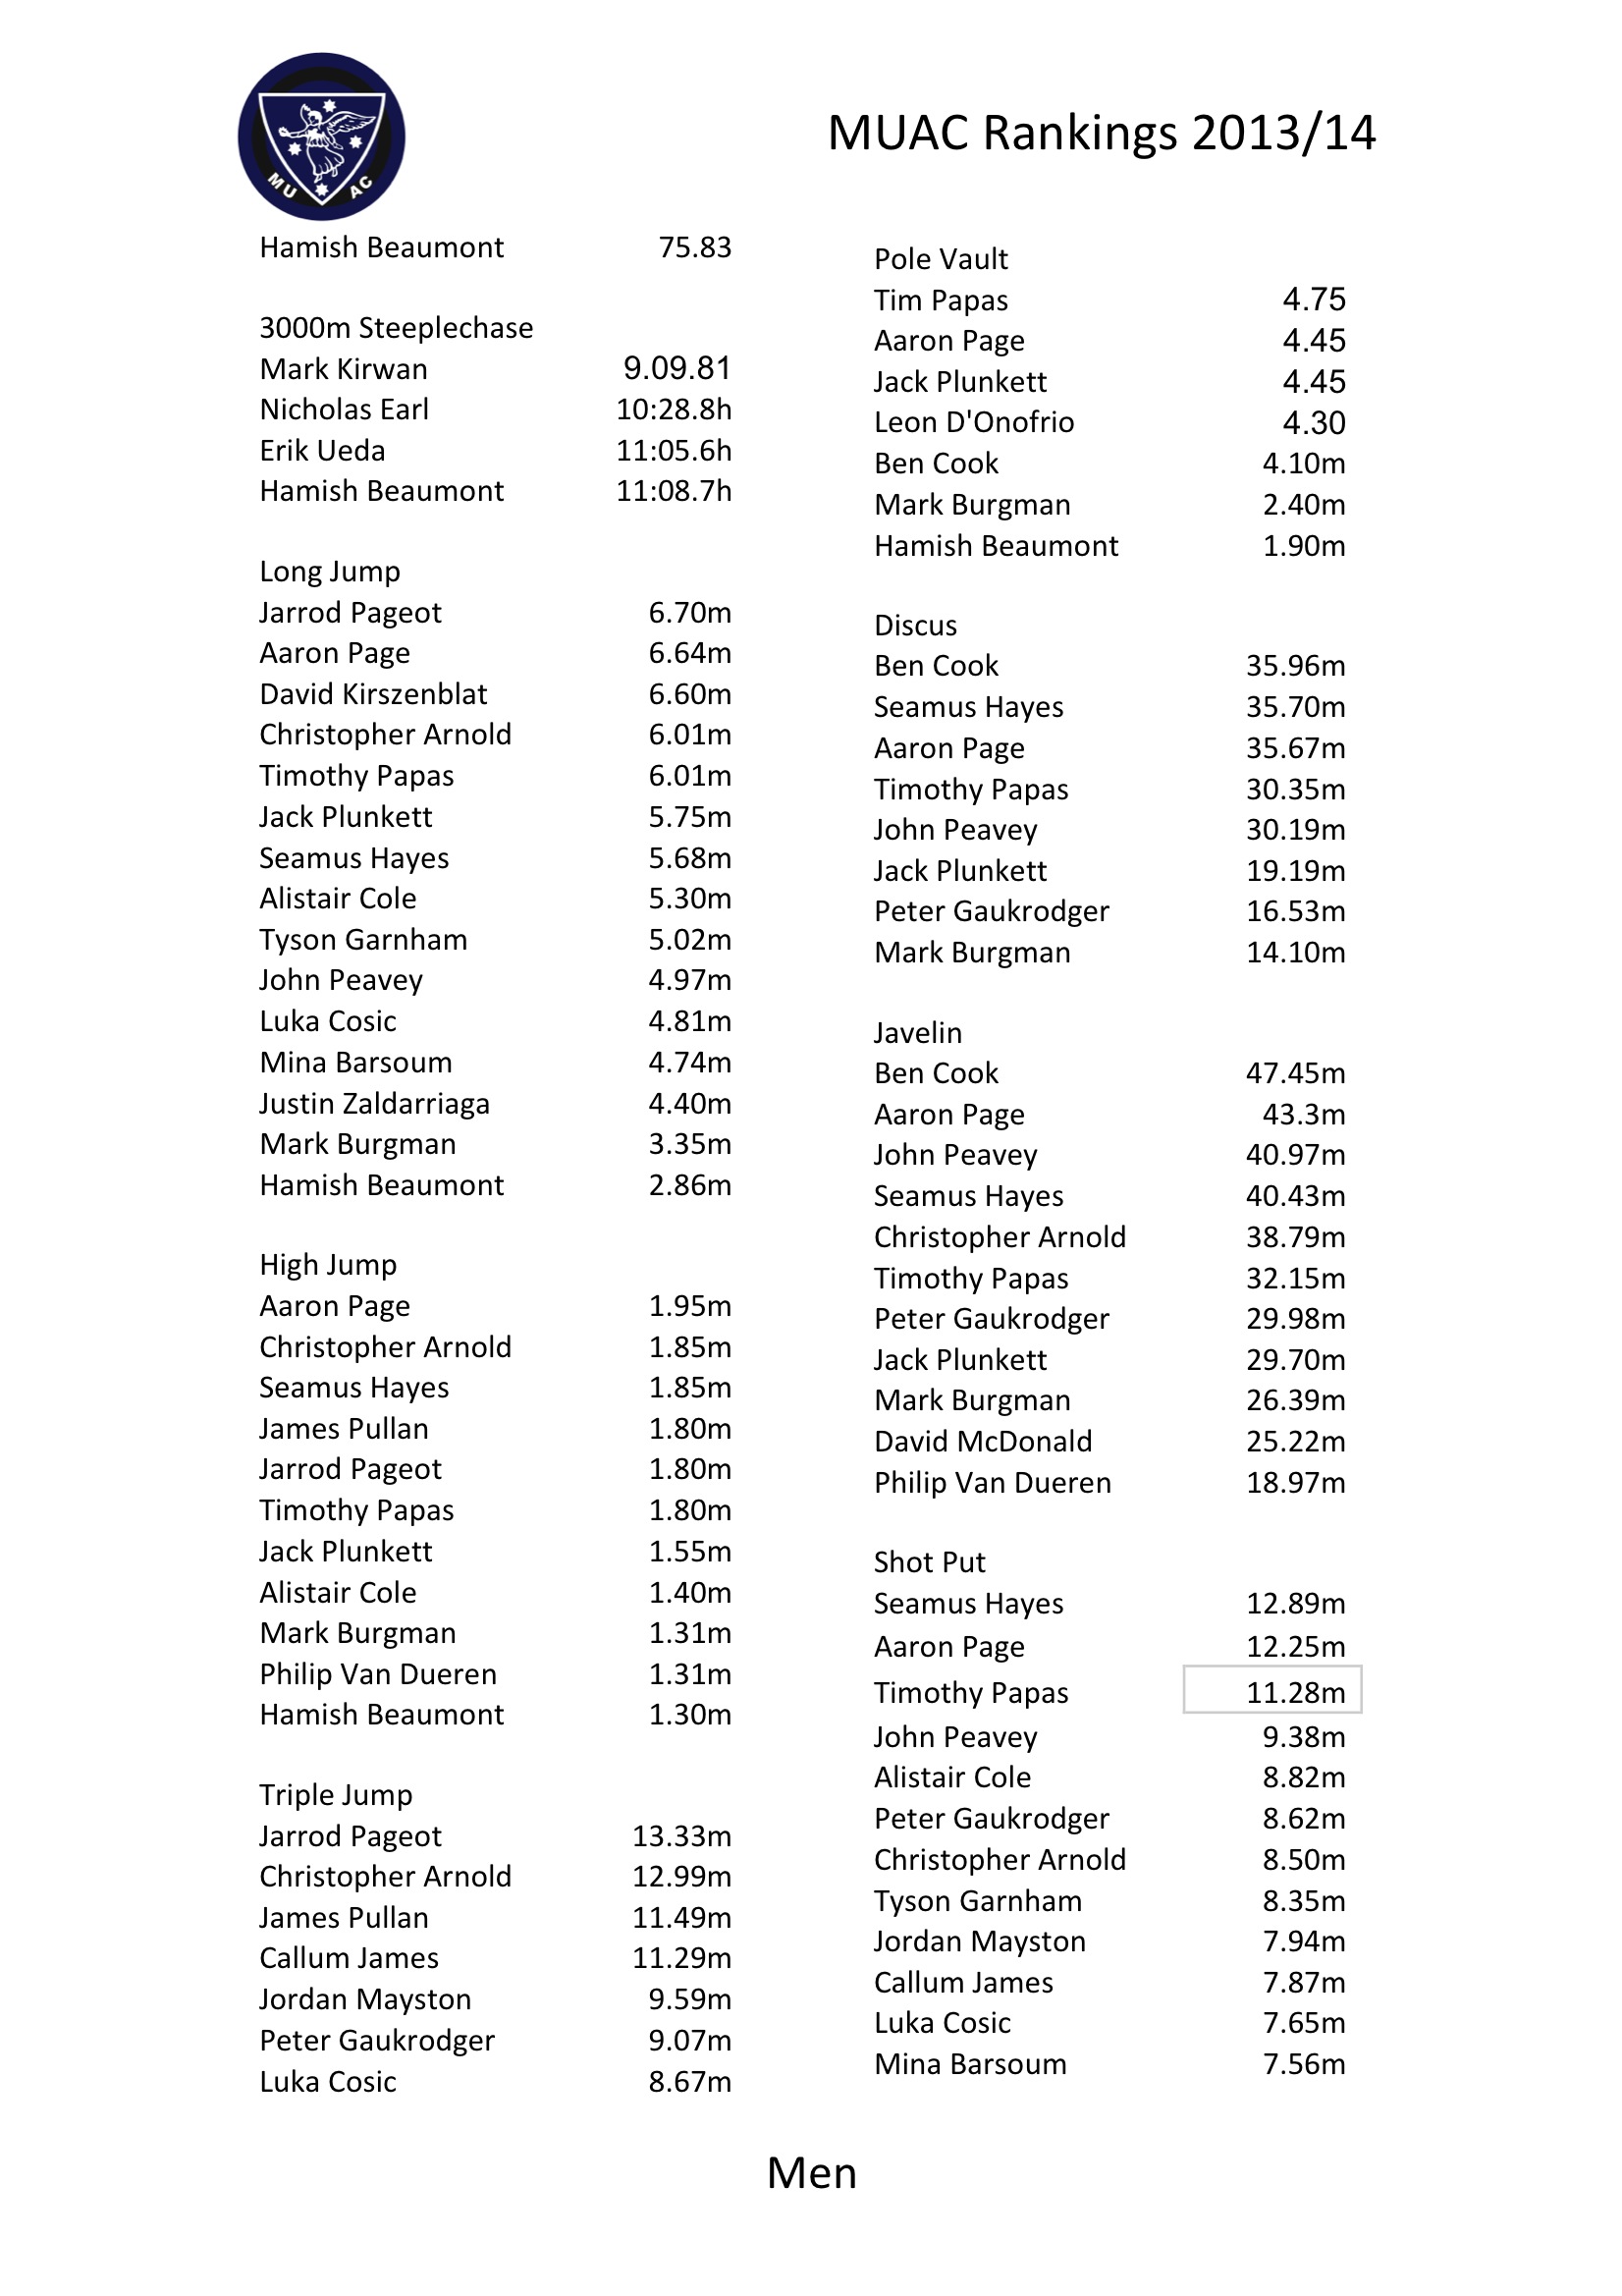 MU AC
MUAC Rankings 2013/14
Hamish Beaumont 75.83
3000m Steeplechase
Mark Kirwan 9.09.81
Nicholas Earl 10:28.8h
Erik Ueda 11:05.6h
Hamish Beaumont 11:08.7h
Long Jump
Jarrod Pageot 6.70m
Aaron Page 6.64m
David Kirszenblat 6.60m
Christopher Arnold 6.01m
Timothy Papas 6.01m
Jack Plunkett 5.75m
Seamus Hayes 5.68m
Alistair Cole 5.30m
Tyson Garnham 5.02m
John Peavey 4.97m
Luka Cosic 4.81m
Mina Barsoum 4.74m
Justin Zaldarriaga 4.40m
Mark Burgman 3.35m
Hamish Beaumont 2.86m
High Jump
Aaron Page 1.95m
Christopher Arnold 1.85m
Seamus Hayes 1.85m
James Pullan 1.80m
Jarrod Pageot 1.80m
Timothy Papas 1.80m
Jack Plunkett 1.55m
Alistair Cole 1.40m
Mark Burgman 1.31m
Philip Van Dueren 1.31m
Hamish Beaumont 1.30m
Triple Jump
Jarrod Pageot 13.33m
Christopher Arnold 12.99m
James Pullan 11.49m
Callum James 11.29m
Jordan Mayston 9.59m
Peter Gaukrodger 9.07m
Luka Cosic 8.67m
Pole Vault
Tim Papas 4.75
Aaron Page 4.45
Jack Plunkett 4.45
Leon D'Onofrio 4.30
Ben Cook 4.10m
Mark Burgman 2.40m
Hamish Beaumont 1.90m
Discus
Ben Cook 35.96m
Seamus Hayes 35.70m
Aaron Page 35.67m
Timothy Papas 30.35m
John Peavey 30.19m
Jack Plunkett 19.19m
Peter Gaukrodger 16.53m
Mark Burgman 14.10m
Javelin
Ben Cook 47.45m
Aaron Page 43.3m
John Peavey 40.97m
Seamus Hayes 40.43m
Christopher Arnold 38.79m
Timothy Papas 32.15m
Peter Gaukrodger 29.98m
Jack Plunkett 29.70m
Mark Burgman 26.39m
David McDonald 25.22m
Philip Van Dueren 18.97m
Shot Put
Seamus Hayes 12.89m
Aaron Page 12.25m
Timothy Papas 11.28m
John Peavey 9.38m
Alistair Cole 8.82m
Peter Gaukrodger 8.62m
Christopher Arnold 8.50m
Tyson Garnham 8.35m
Jordan Mayston 7.94m
Callum James 7.87m
Luka Cosic 7.65m
Mina Barsoum 7.56m
Men